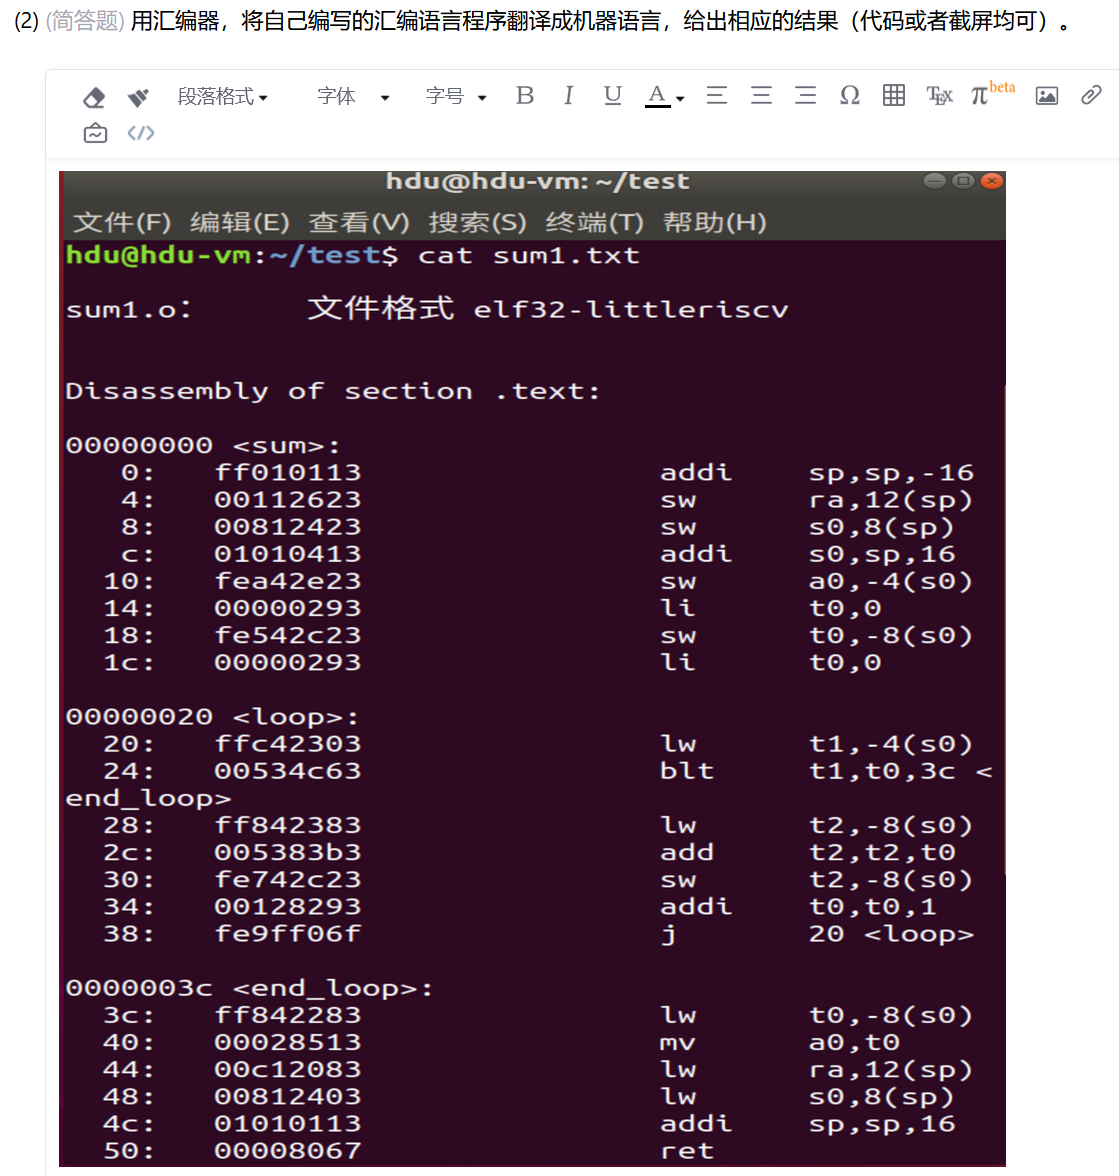 (2) (简答题) 用汇编器，将自己编写的汇编语言程序翻译成机器语言，给出相应的结果（代码或者截屏均可）。
段落格式 字体 字号 B I U A Ω TEX π beta
</>
hdu@hdu-vm: ~/test
文件(F) 编辑(E) 查看(V) 搜索(S) 终端(T) 帮助(H)
hdu@hdu-vm:~/test$ cat sum1.txt
sum1.o： 文件格式 elf32-littleriscv
Disassembly of section .text:
00000000 <sum>:
0: ff010113 addi sp,sp,-16
4: 00112623 sw ra,12(sp)
8: 00812423 sw s0,8(sp)
c: 01010413 addi s0,sp,16
10: fea42e23 sw a0,-4(s0)
14: 00000293 li t0,0
18: fe542c23 sw t0,-8(s0)
1c: 00000293 li t0,0
00000020 <loop>:
20: ffc42303 lw t1,-4(s0)
24: 00534c63 blt t1,t0,3c <
end_loop>
28: ff842383 lw t2,-8(s0)
2c: 005383b3 add t2,t2,t0
30: fe742c23 sw t2,-8(s0)
34: 00128293 addi t0,t0,1
38: fe9ff06f j 20 <loop>
0000003c <end_loop>:
3c: ff842283 lw t0,-8(s0)
40: 00028513 mv a0,t0
44: 00c12083 lw ra,12(sp)
48: 00812403 lw s0,8(sp)
4c: 01010113 addi sp,sp,16
50: 00008067 ret